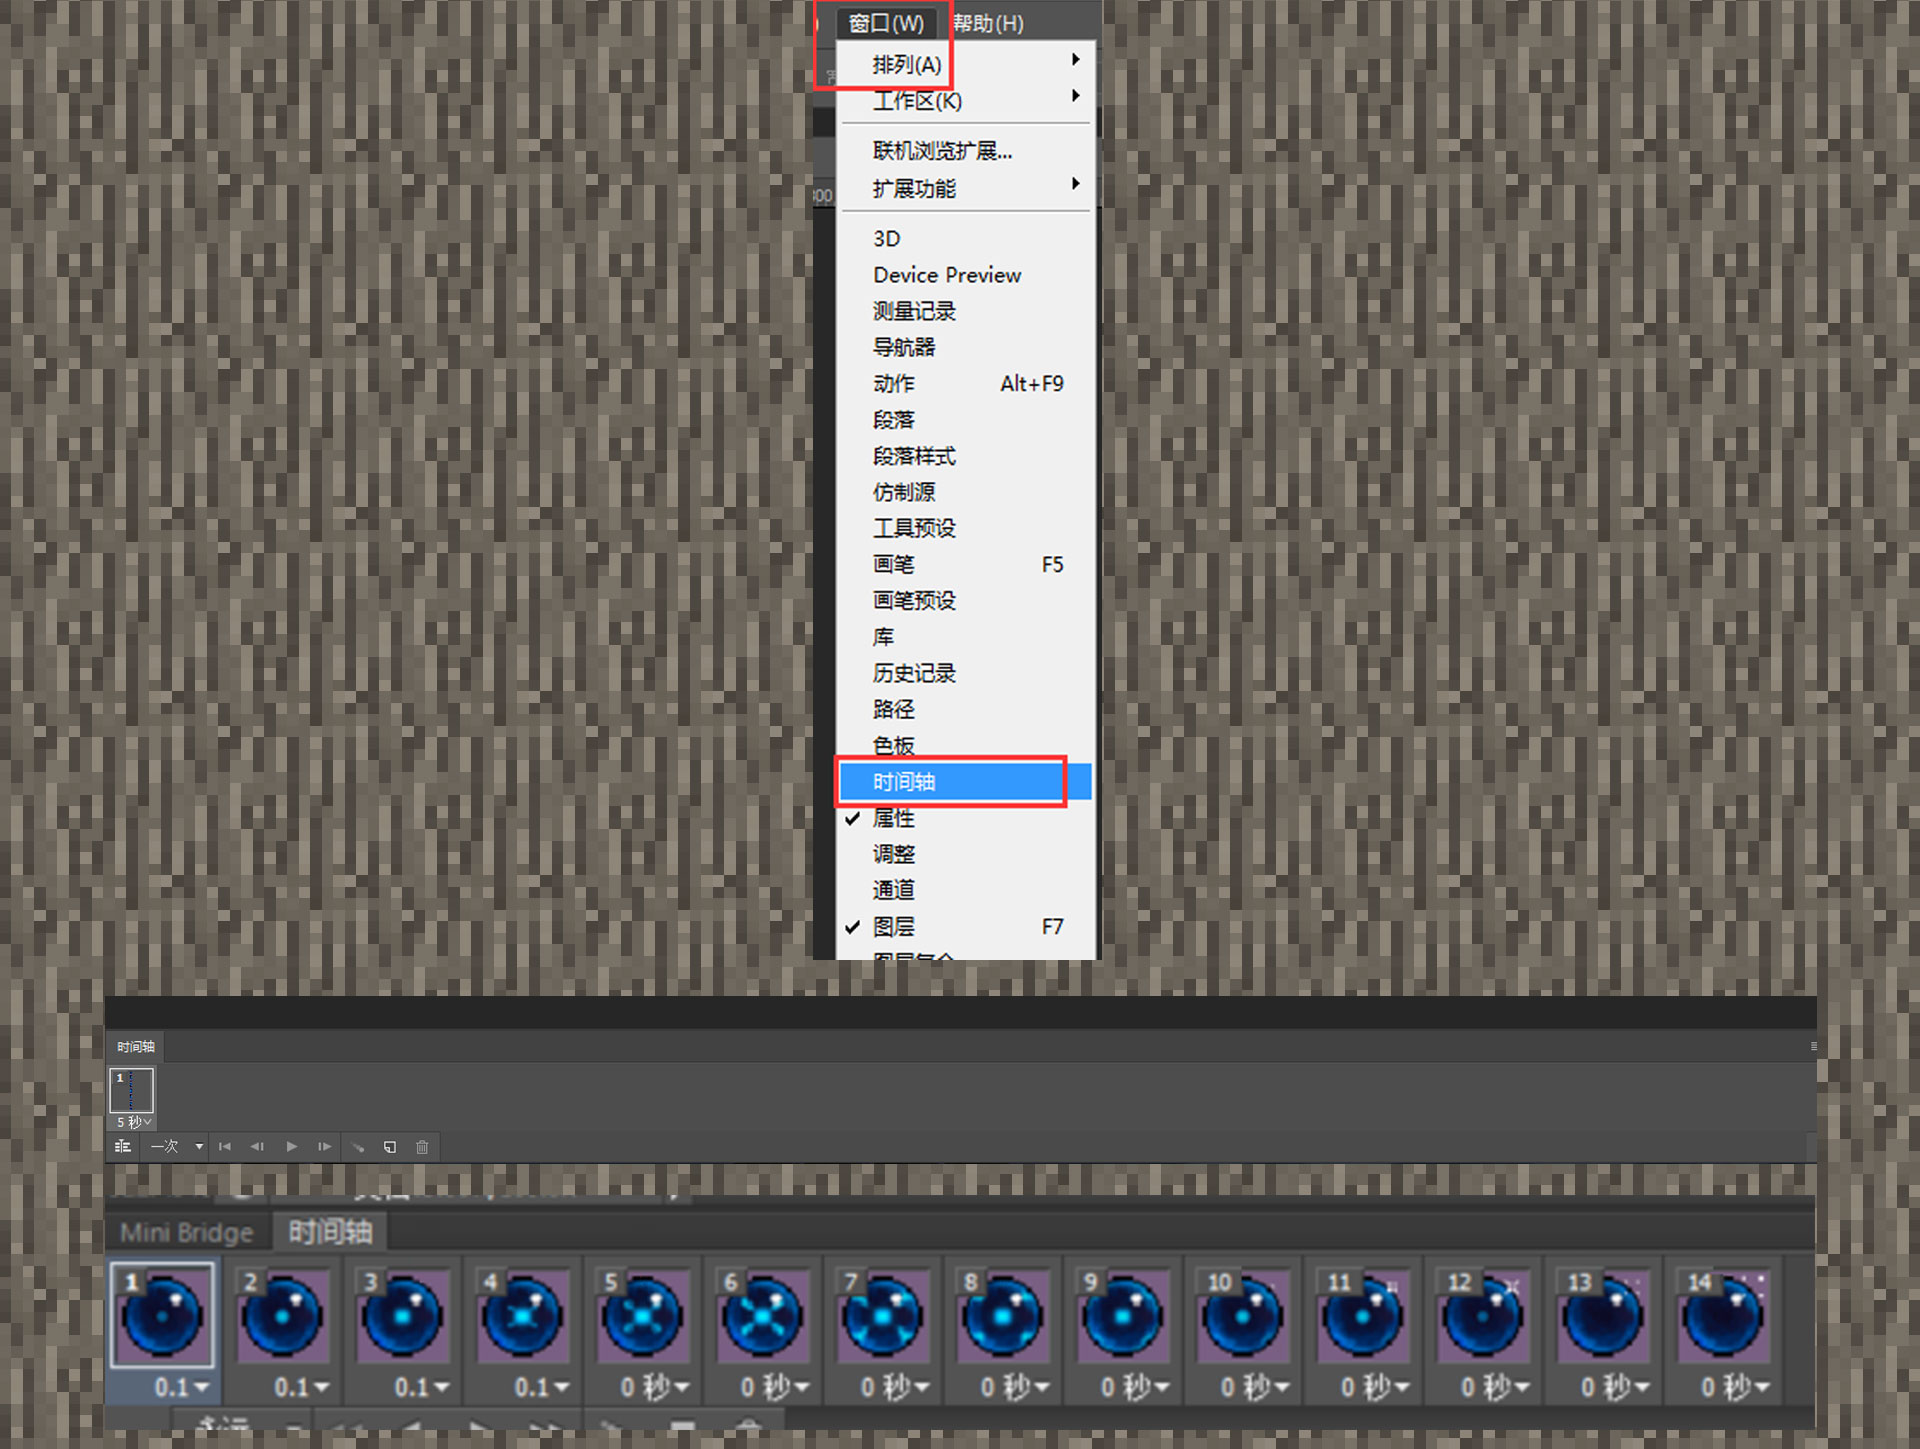 窗口(W) 帮助(H)
排列(A)
工作区(K)
联机浏览扩展...
扩展功能
3D
Device Preview
测量记录
导航器
动作 Alt+F9
段落
段落样式
仿制源
工具预设
画笔 F5
画笔预设
库
历史记录
路径
色板
时间轴
属性
调整
通道
图层 F7
时间轴
1
5 秒
一次
Mini Bridge 时间轴
1 2 3 4 5 6 7 8 9 10 11 12 13 14
0.1 0.1 0.1 0.1 0 秒 0 秒 0 秒 0 秒 0 秒 0 秒 0 秒 0 秒 0 秒 0 秒